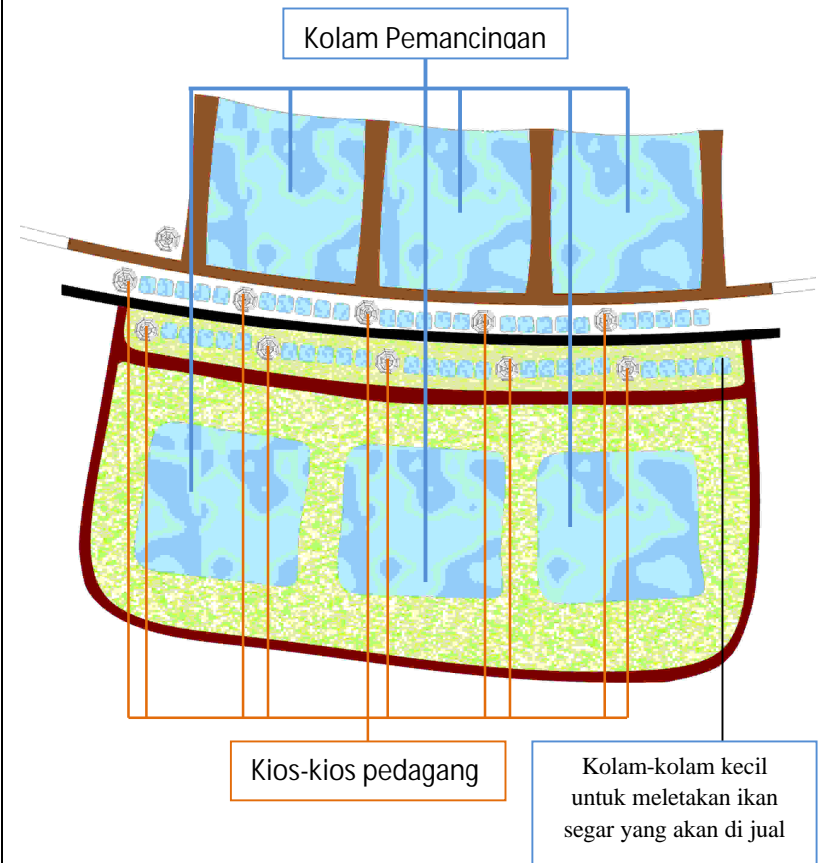 Kolam Pemancingan
Kios-kios pedagang
Kolam-kolam kecil
untuk meletakan ikan
segar yang akan di jual